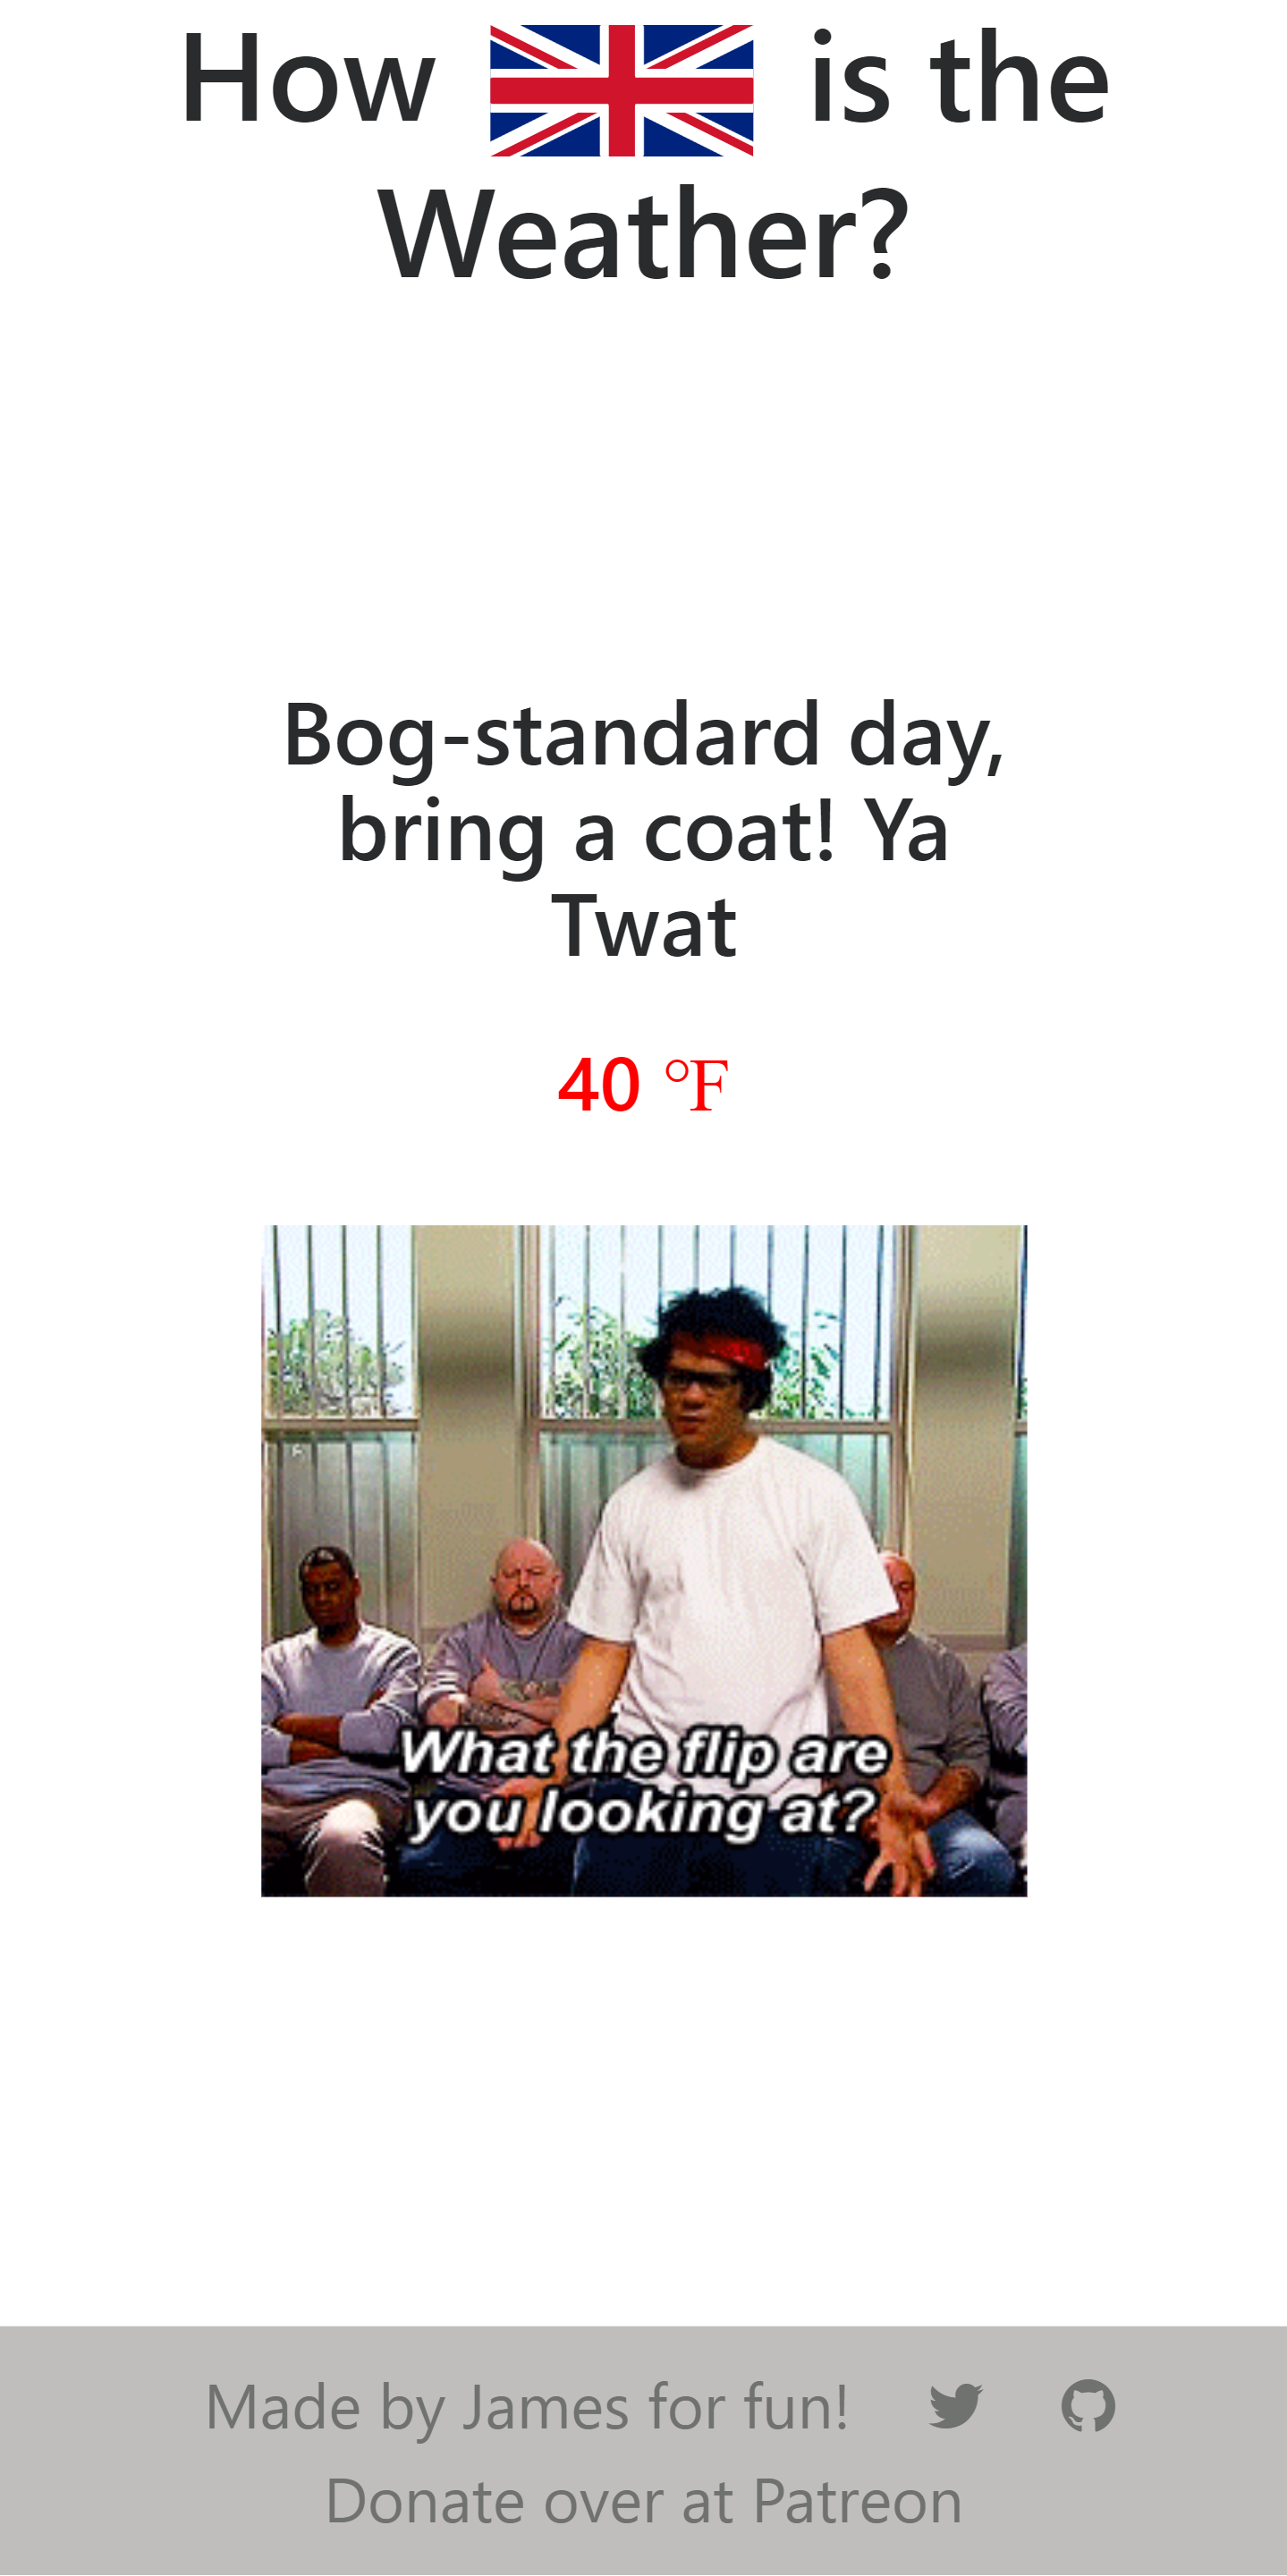 How is the
Weather?
Bog-standard day,
bring a coat! Ya
Twat
40 °F
What the flip are
you looking at?
Made by James for fun!
Donate over at Patreon